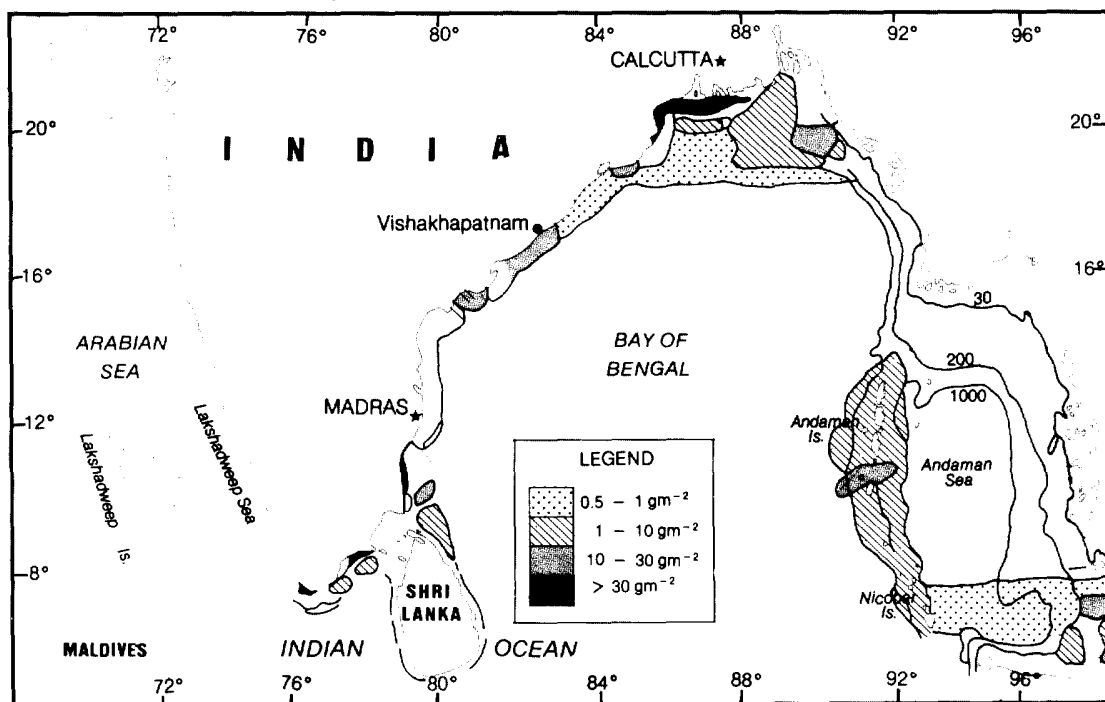 72° 76° 80° 84° 88° 92° 96°
CALCUTTA
20° 20°
I N D I A
Vishakhapatnam
16° 16°
30
ARABIAN
SEA
BAY OF
BENGAL
200
1000
MADRAS
12°
Lakshadweep Sea
Lakshadweep
Is.
Andaman
Is.
Andaman
Sea
LEGEND
0.5 – 1 gm⁻²
1 – 10 gm⁻²
10 – 30 gm⁻²
> 30 gm⁻²
8° 8°
SHRI
LANKA
Nicobar
Is.
MALDIVES
INDIAN OCEAN
72° 76° 80° 84° 88° 92° 96°